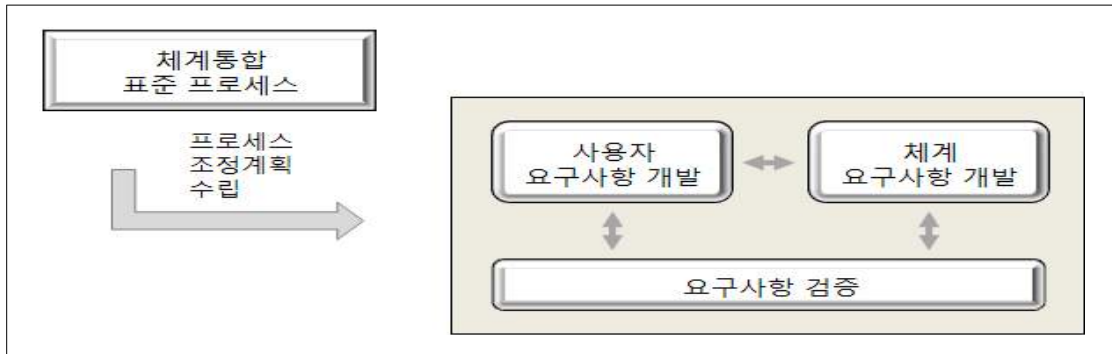 체계통합
표준 프로세스
프로세스
조정계획
수립
사용자
요구사항 개발
체계
요구사항 개발
요구사항 검증